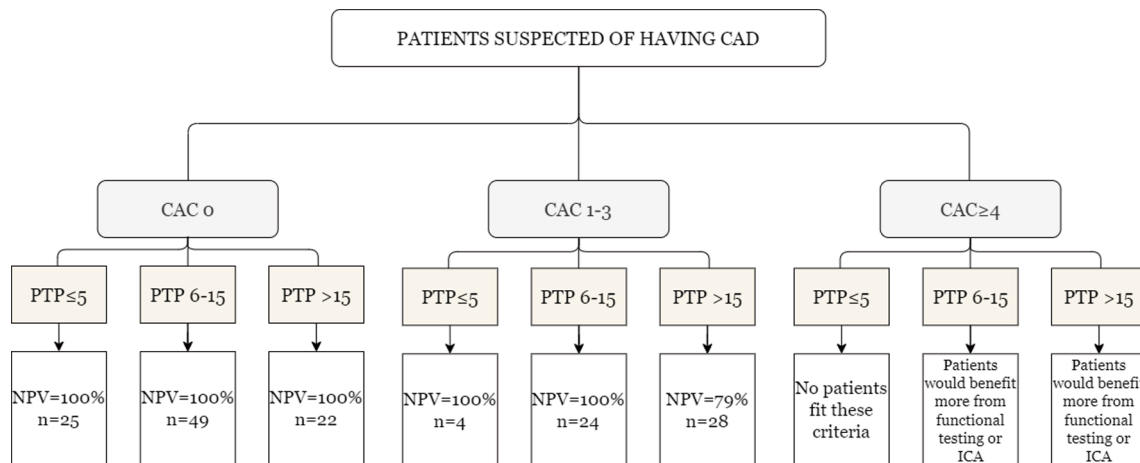 PATIENTS SUSPECTED OF HAVING CAD
CAC 0
CAC 1-3
CAC≥4
PTP≤5
PTP 6-15
PTP >15
PTP≤5
PTP 6-15
PTP >15
PTP≤5
PTP 6-15
PTP >15
NPV=100%
n=25
NPV=100%
n=49
NPV=100%
n=22
NPV=100%
n=4
NPV=100%
n=24
NPV=79%
n=28
No patients
fit these
criteria
Patients
would benefit
more from
functional
testing or
ICA
Patients
would benefit
more from
functional
testing or
ICA